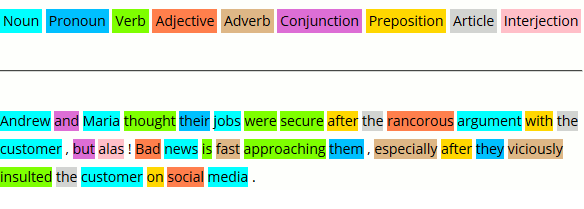 Noun Pronoun Verb Adjective Adverb Conjunction Preposition Article Interjection
Andrew and Maria thought their jobs were secure after the rancorous argument with the
customer , but alas ! Bad news is fast approaching them , especially after they viciously
insulted the customer on social media .